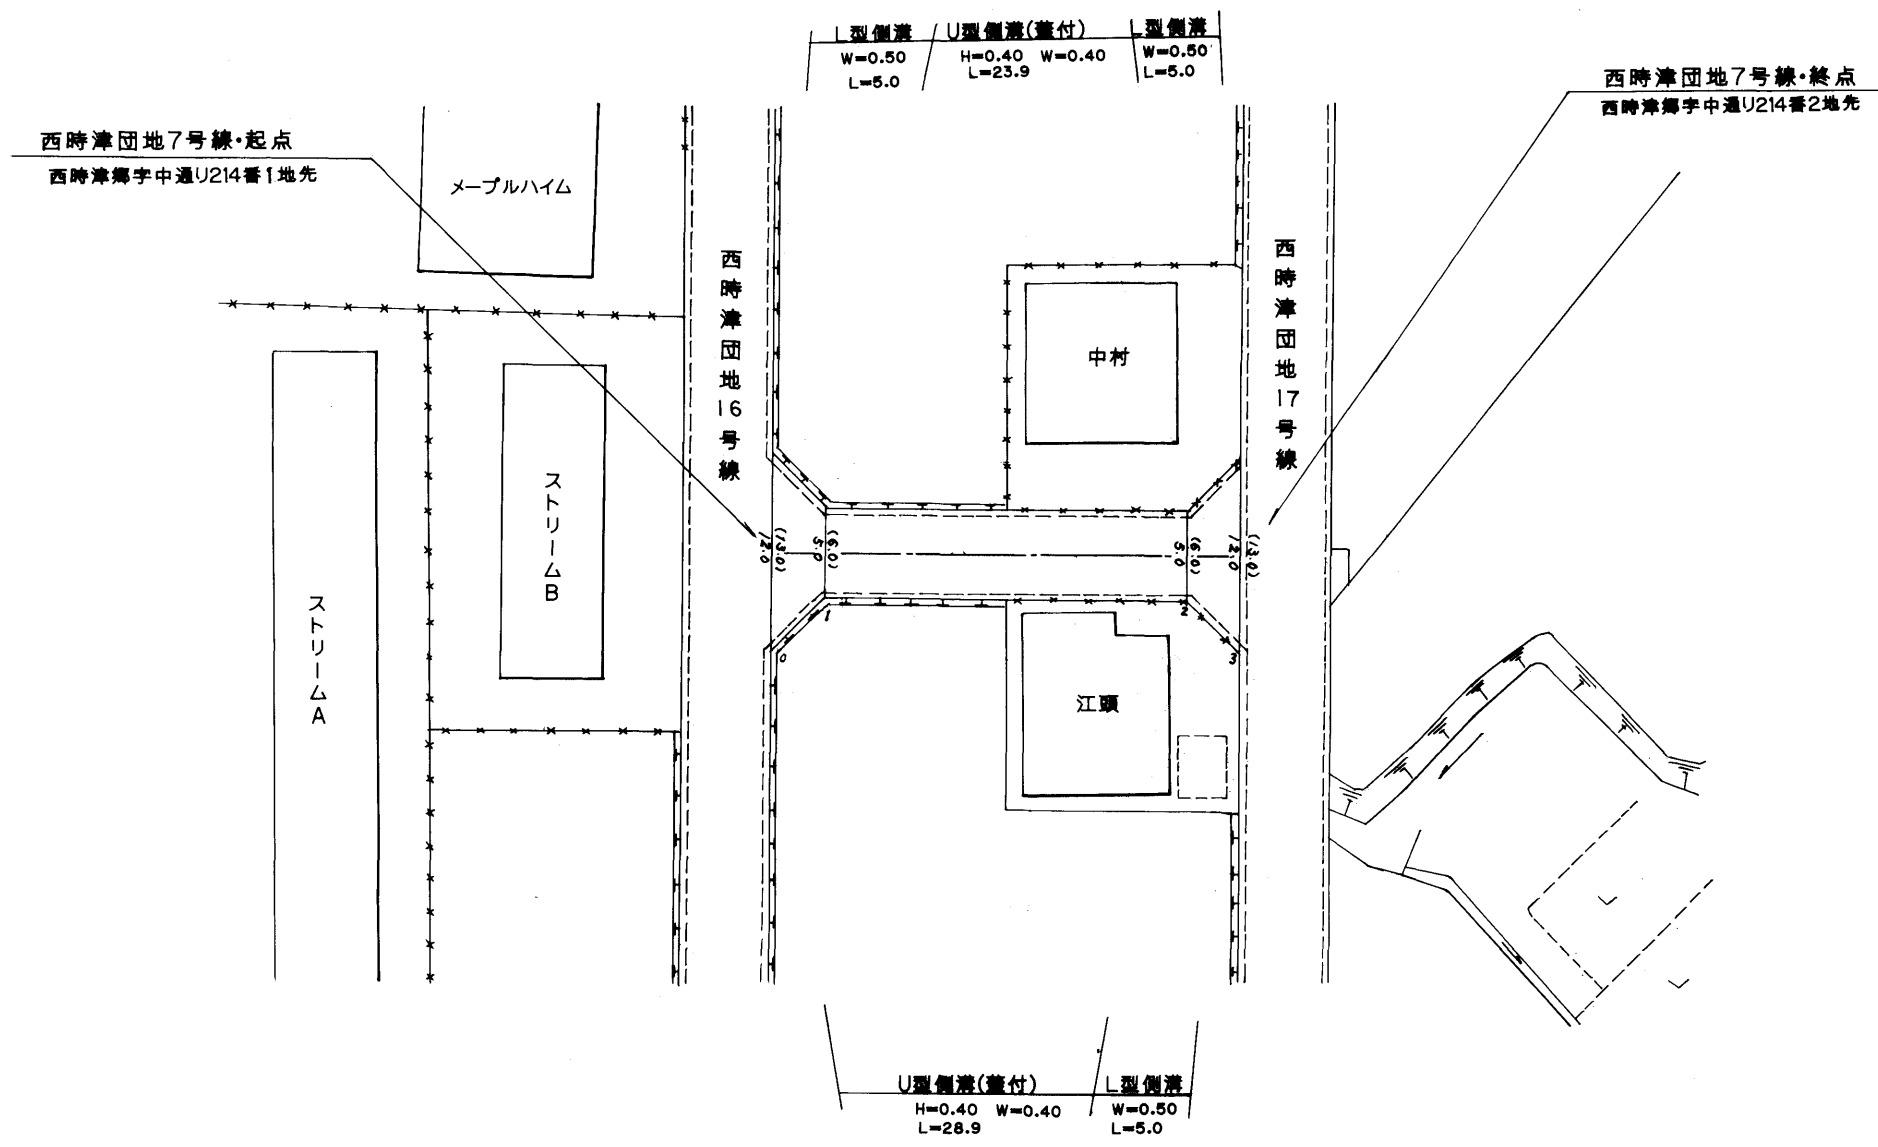 L型側溝
W=0.50
L=5.0
U型側溝(蓋付)
H=0.40 W=0.40
L=23.9
L型側溝
W=0.50
L=5.0
西時津団地7号線・終点
西時津郷字中通り214番2地先
西時津団地7号線・起点
西時津郷字中通り214番1地先
メープルハイム
西時津団地16号線
西時津団地17号線
中村
ストリームB
ストリームA
(13.0)
12.0
(6.0)
5.0
(6.0)
5.0
(13.0)
12.0
0
1
2
3
江頭
U型側溝(蓋付)
H=0.40 W=0.40
L=28.9
L型側溝
W=0.50
L=5.0